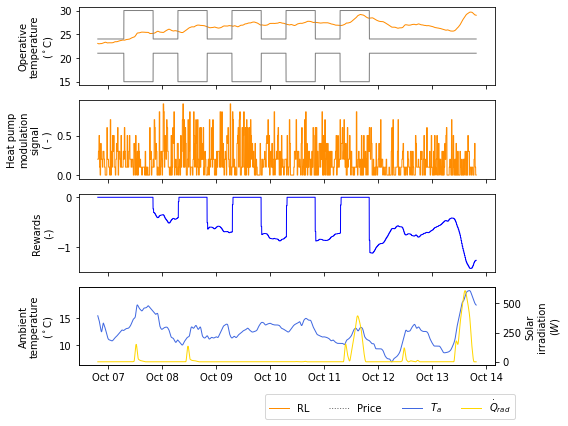 Operative
temperature
(°C)
30
25
20
15
Heat pump
modulation
signal
( - )
0.5
0.0
Rewards
(-)
0
−1
Ambient
temperature
(°C)
15
10
500
250
0
Solar
irradiation
(W)
Oct 07 Oct 08 Oct 09 Oct 10 Oct 11 Oct 12 Oct 13 Oct 14
RL Price T_a Q̇_rad